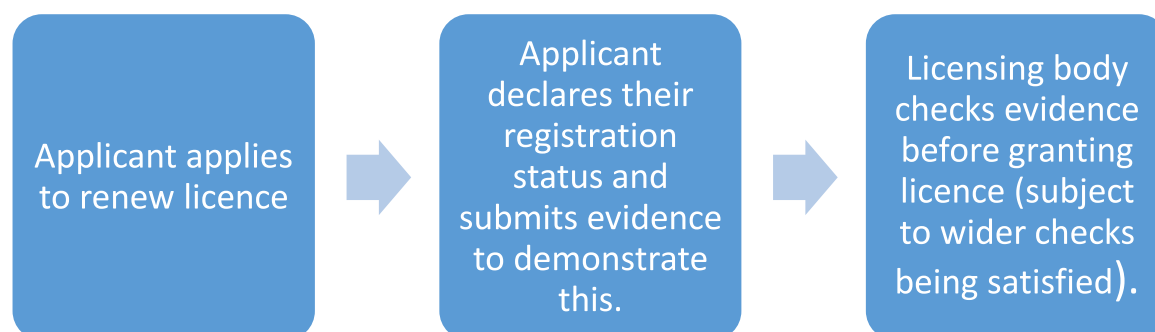 Applicant applies
to renew licence
Applicant
declares their
registration
status and
submits evidence
to demonstrate
this.
Licensing body
checks evidence
before granting
licence (subject
to wider checks
being satisfied).